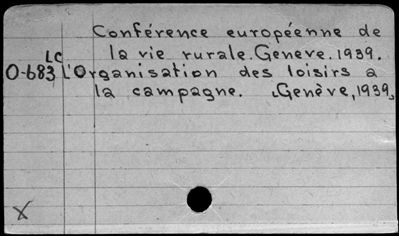 Conférence européenne de
la vie rurale. Geneve. 1939.
LC
O-683 L'Organisation des loisirs a
la campagne. [Genève, 1939]
X